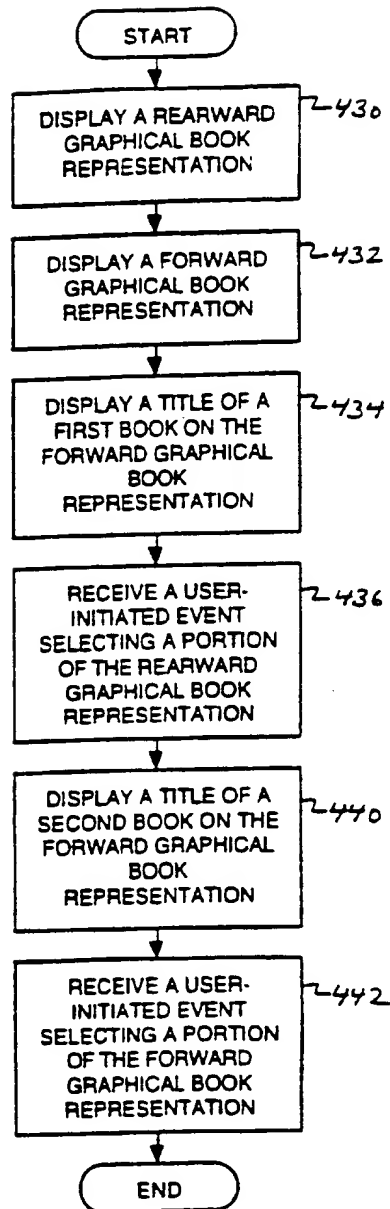 START
DISPLAY A REARWARD
GRAPHICAL BOOK
REPRESENTATION
430
DISPLAY A FORWARD
GRAPHICAL BOOK
REPRESENTATION
432
DISPLAY A TITLE OF A
FIRST BOOK ON THE
FORWARD GRAPHICAL
BOOK
REPRESENTATION
434
RECEIVE A USER-
INITIATED EVENT
SELECTING A PORTION
OF THE REARWARD
GRAPHICAL BOOK
REPRESENTATION
436
DISPLAY A TITLE OF A
SECOND BOOK ON THE
FORWARD GRAPHICAL
BOOK
REPRESENTATION
440
RECEIVE A USER-
INITIATED EVENT
SELECTING A PORTION
OF THE FORWARD
GRAPHICAL BOOK
REPRESENTATION
442
END